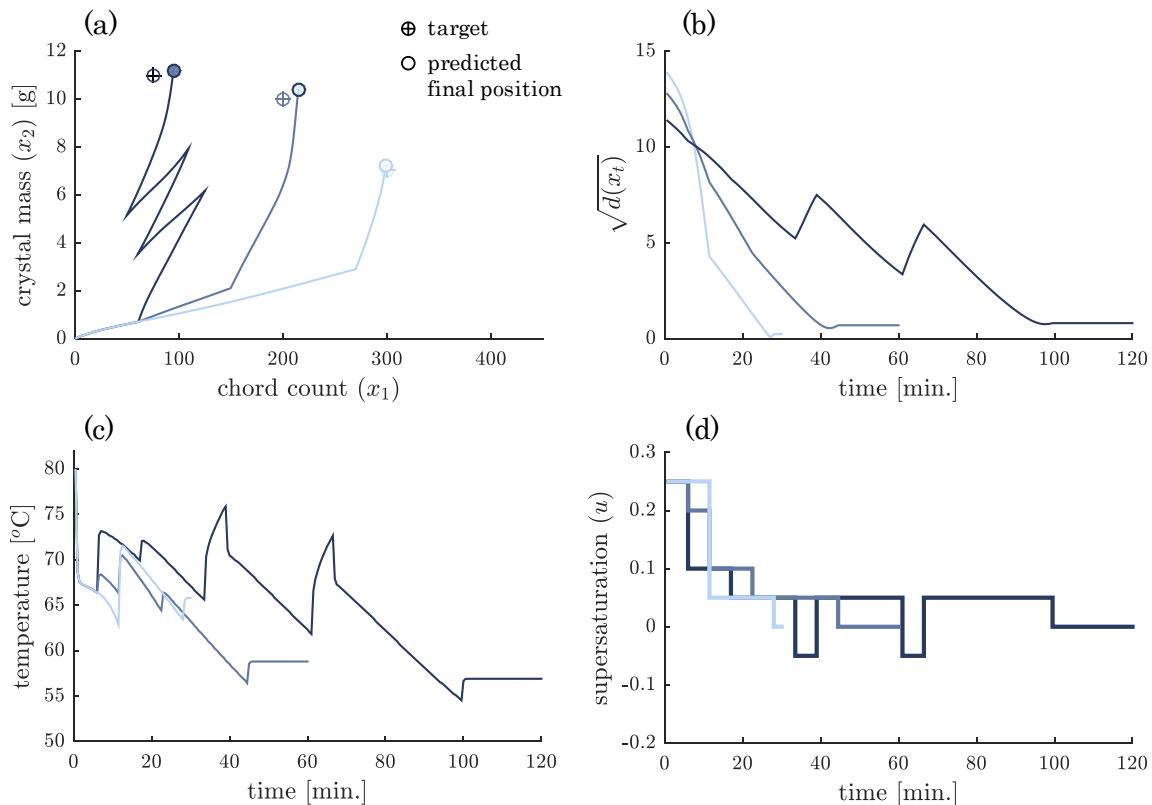 (a)
⊕ target
○ predicted
final position
12
10
8
6
4
2
0
0 100 200 300 400
crystal mass (x₂) [g]
chord count (x₁)
(b)
15
10
5
0
0 20 40 60 80 100 120
√d(xₜ)
time [min.]
(c)
80
75
70
65
60
55
50
0 20 40 60 80 100 120
temperature [°C]
time [min.]
(d)
0.3
0.2
0.1
0
-0.1
-0.2
0 20 40 60 80 100 120
supersaturation (u)
time [min.]